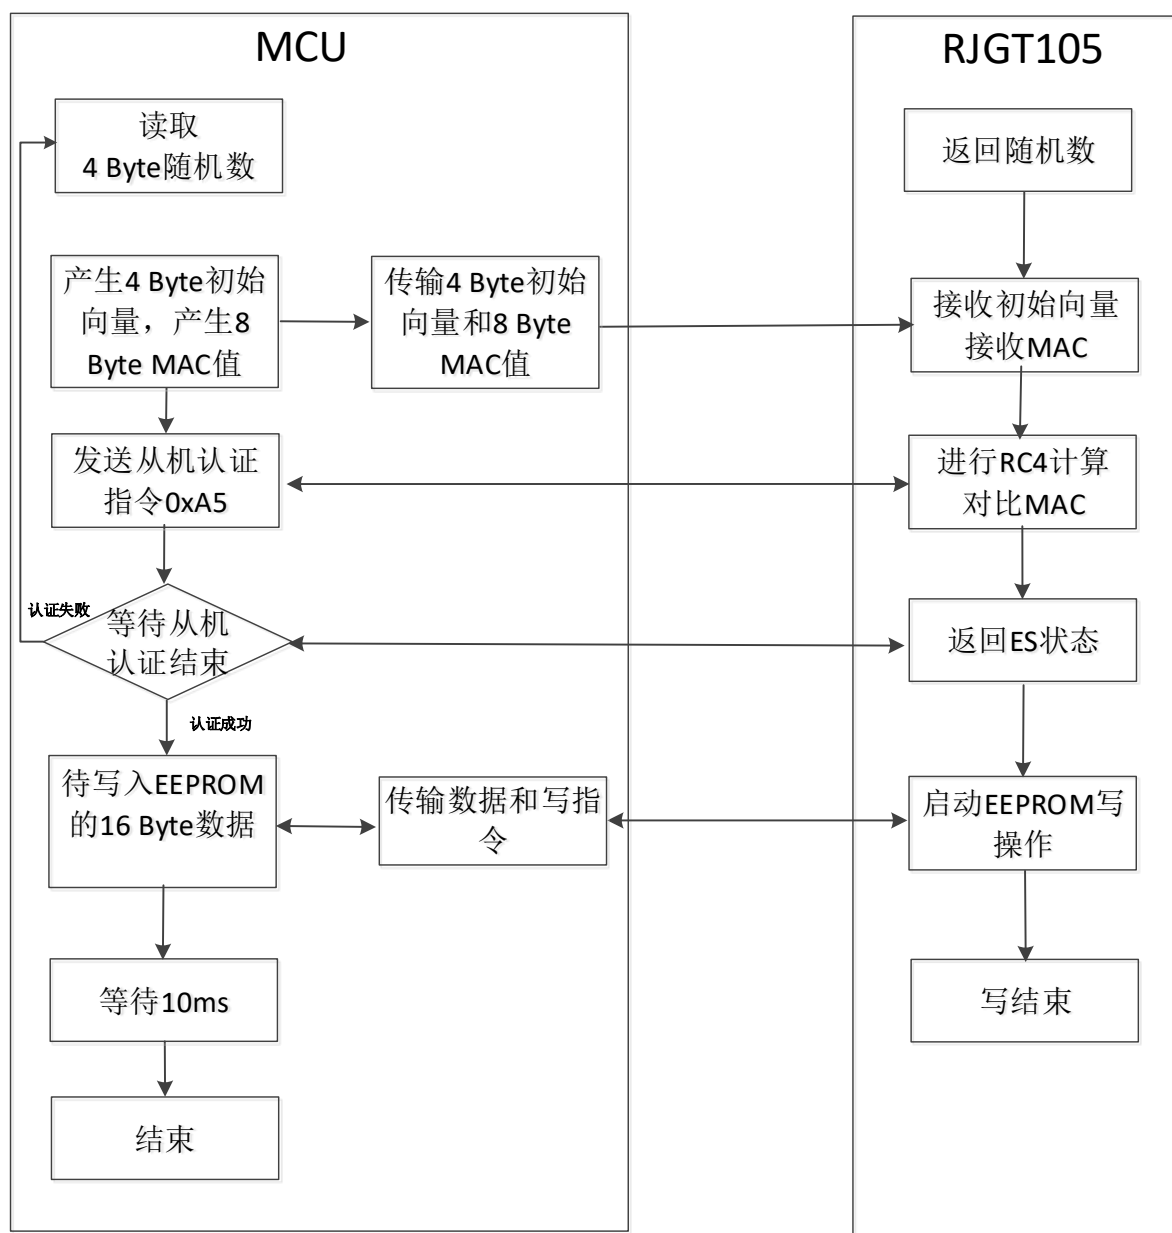 MCU
RJGT105
读取
4 Byte随机数
返回随机数
产生4 Byte初始
向量，产生8
Byte MAC值
传输4 Byte初始
向量和8 Byte
MAC值
接收初始向量
接收MAC
发送从机认证
指令0xA5
进行RC4计算
对比MAC
认证失败
等待从机
认证结束
返回ES状态
认证成功
待写入EEPROM
的16 Byte数据
传输数据和写指
令
启动EEPROM写
操作
等待10ms
写结束
结束